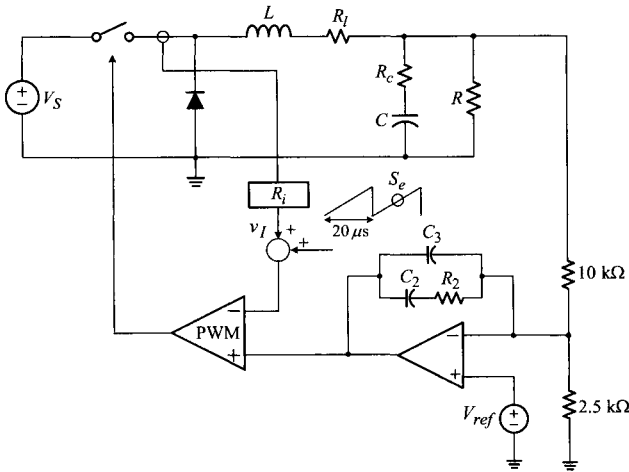 L
R_l
R_c
R
C
V_S
+
−
R_i
S_e
v_I
+
+
20 μs
C_3
C_2
R_2
10 kΩ
PWM
−
+
−
+
V_ref
+
−
2.5 kΩ